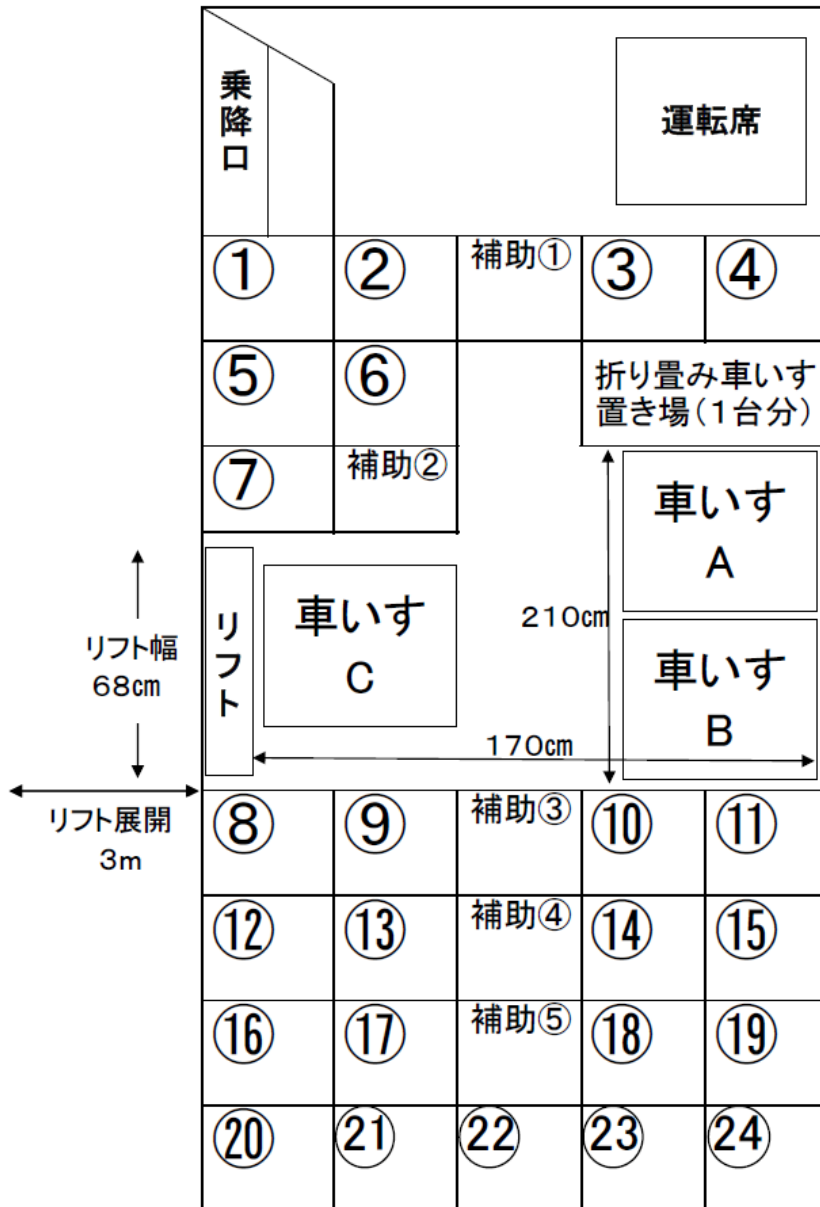 乗降口
運転席
①
②
補助①
③
④
⑤
⑥
折り畳み車いす
置き場(1台分)
⑦
補助②
車いす
A
リフト幅
68㎝
リフト
車いす
C
210㎝
車いす
B
170㎝
リフト展開
3m
⑧
⑨
補助③
⑩
⑪
⑫
⑬
補助④
⑭
⑮
⑯
⑰
補助⑤
⑱
⑲
⑳
㉑
㉒
㉓
㉔